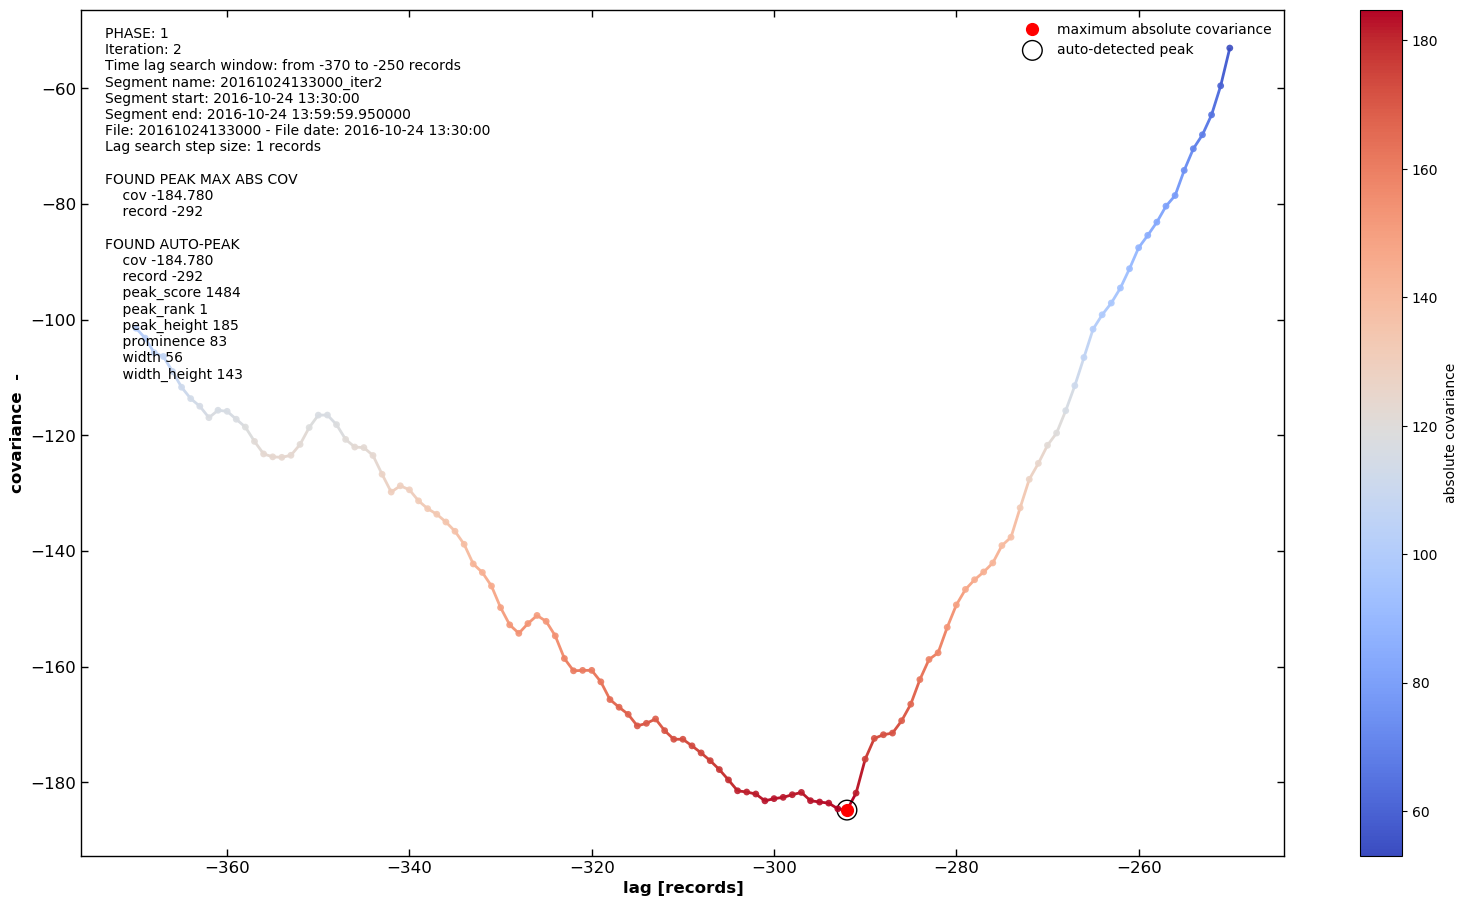 PHASE: 1
Iteration: 2
Time lag search window: from -370 to -250 records
Segment name: 20161024133000_iter2
Segment start: 2016-10-24 13:30:00
Segment end: 2016-10-24 13:59:59.950000
File: 20161024133000 - File date: 2016-10-24 13:30:00
Lag search step size: 1 records
FOUND PEAK MAX ABS COV
cov -184.780
record -292
FOUND AUTO-PEAK
cov -184.780
record -292
peak_score 1484
peak_rank 1
peak_height 185
prominence 83
width 56
width_height 143
maximum absolute covariance
auto-detected peak
−60
−80
−100
−120
−140
−160
−180
covariance -
−360
−340
−320
−300
−280
−260
lag [records]
180
160
140
120
100
80
60
absolute covariance